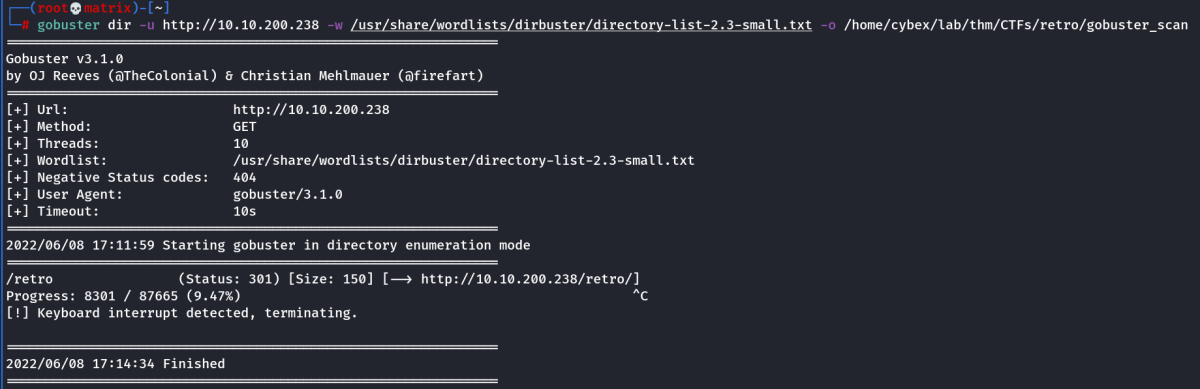 ┌──(root💀matrix)-[~]
└─# gobuster dir -u http://10.10.200.238 -w /usr/share/wordlists/dirbuster/directory-list-2.3-small.txt -o /home/cybex/lab/thm/CTFs/retro/gobuster_scan
===============================================================
Gobuster v3.1.0
by OJ Reeves (@TheColonial) & Christian Mehlmauer (@firefart)
===============================================================
[+] Url:                     http://10.10.200.238
[+] Method:                  GET
[+] Threads:                 10
[+] Wordlist:                /usr/share/wordlists/dirbuster/directory-list-2.3-small.txt
[+] Negative Status codes:   404
[+] User Agent:              gobuster/3.1.0
[+] Timeout:                 10s
===============================================================
2022/06/08 17:11:59 Starting gobuster in directory enumeration mode
===============================================================
/retro                (Status: 301) [Size: 150] [--> http://10.10.200.238/retro/]
Progress: 8301 / 87665 (9.47%)                                                  ^C
[!] Keyboard interrupt detected, terminating.

===============================================================
2022/06/08 17:14:34 Finished
===============================================================